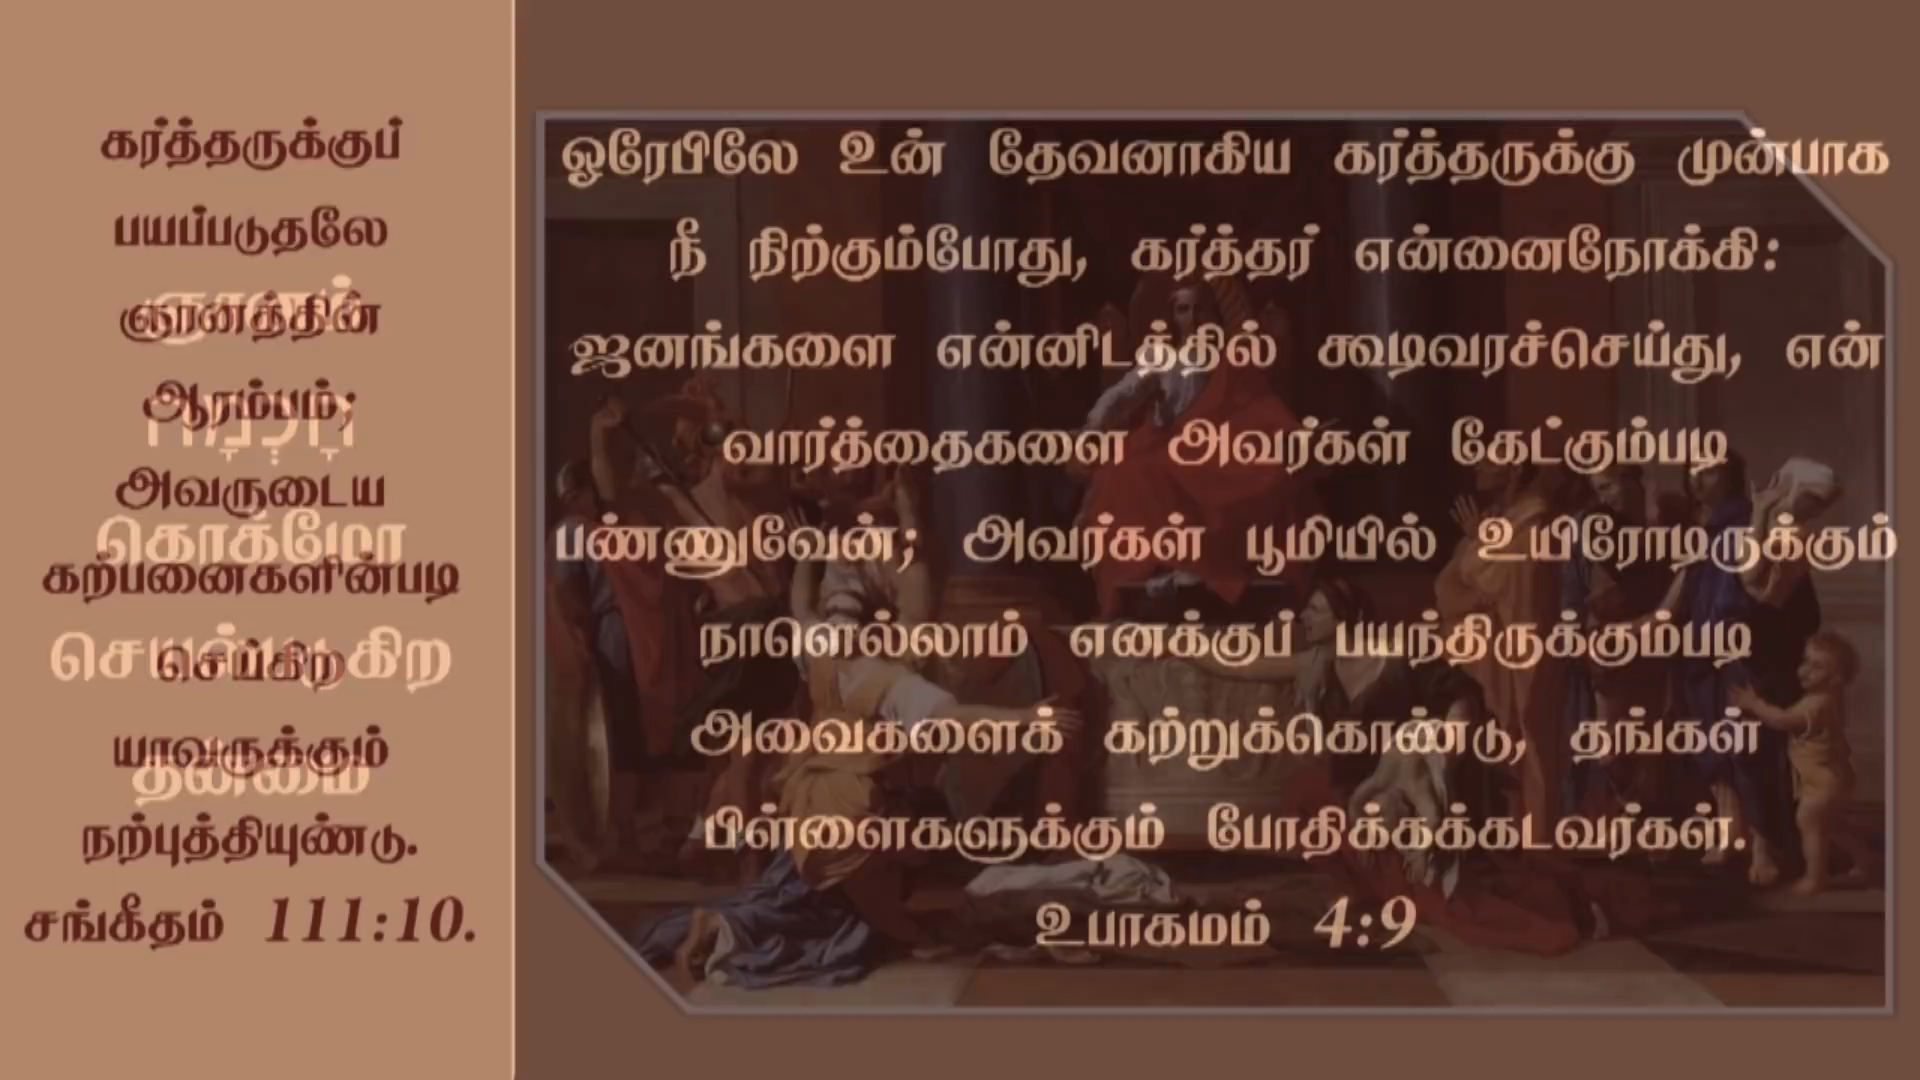 கர்த்தருக்குப்
பயப்படுதலே
ஞானத்தின்
ஆரம்பம்;
அவருடைய
கற்பனைகளின்படி
செய்கிற
யாவருக்கும்
நற்புத்தியுண்டு.
சங்கீதம் 111:10.
ஞானம்
கொக்மோ
தன்மை
ஓரேபிலே உன் தேவனாகிய கர்த்தருக்கு முன்பாக
நீ நிற்கும்போது, கர்த்தர் என்னைநோக்கி:
ஜனங்களை என்னிடத்தில் கூடிவரச்செய்து, என்
வார்த்தைகளை அவர்கள் கேட்கும்படி
பண்ணுவேன்; அவர்கள் பூமியில் உயிரோடிருக்கும்
நாளெல்லாம் எனக்குப் பயந்திருக்கும்படி
அவைகளைக் கற்றுக்கொண்டு, தங்கள்
பிள்ளைகளுக்கும் போதிக்கக்கடவர்கள்.
உபாகமம் 4:9